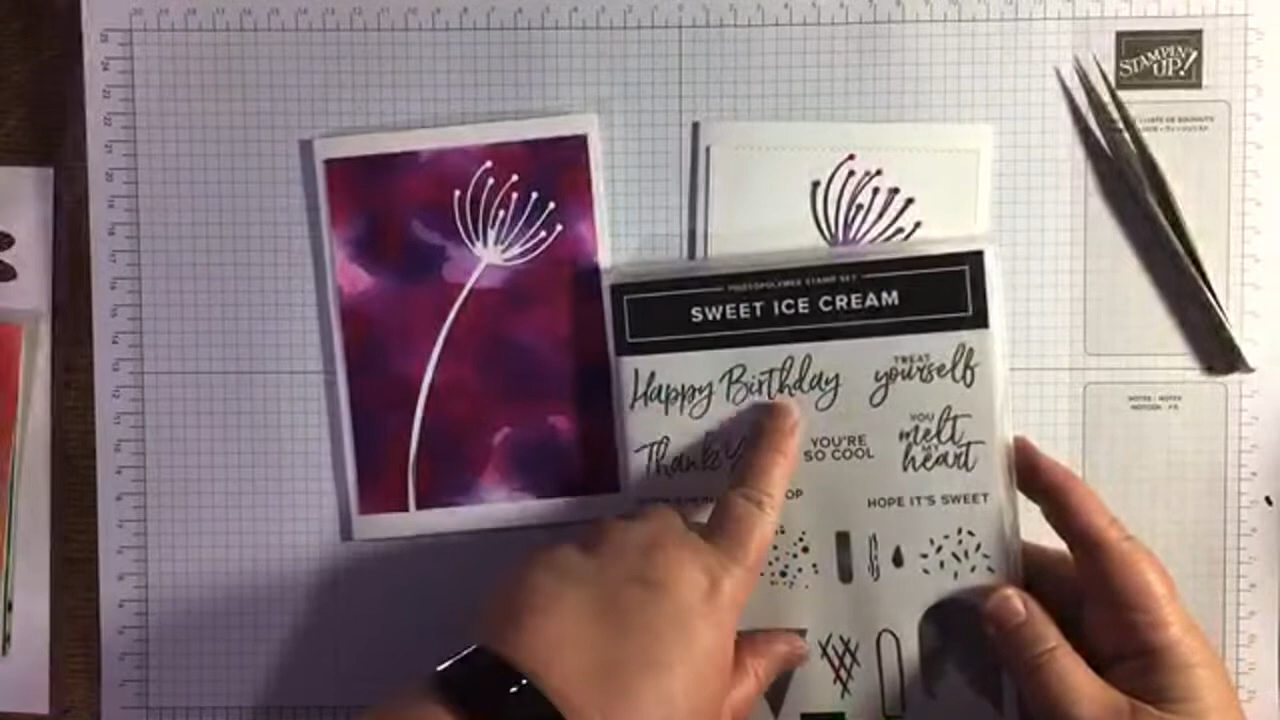 STAMPIN' UP!
PHOTOPOLYMER STAMP SET
SWEET ICE CREAM
Happy Birthday
TREAT
yourself
YOU'RE
SO COOL
YOU
melt
MY
heart
HOPE IT'S SWEET